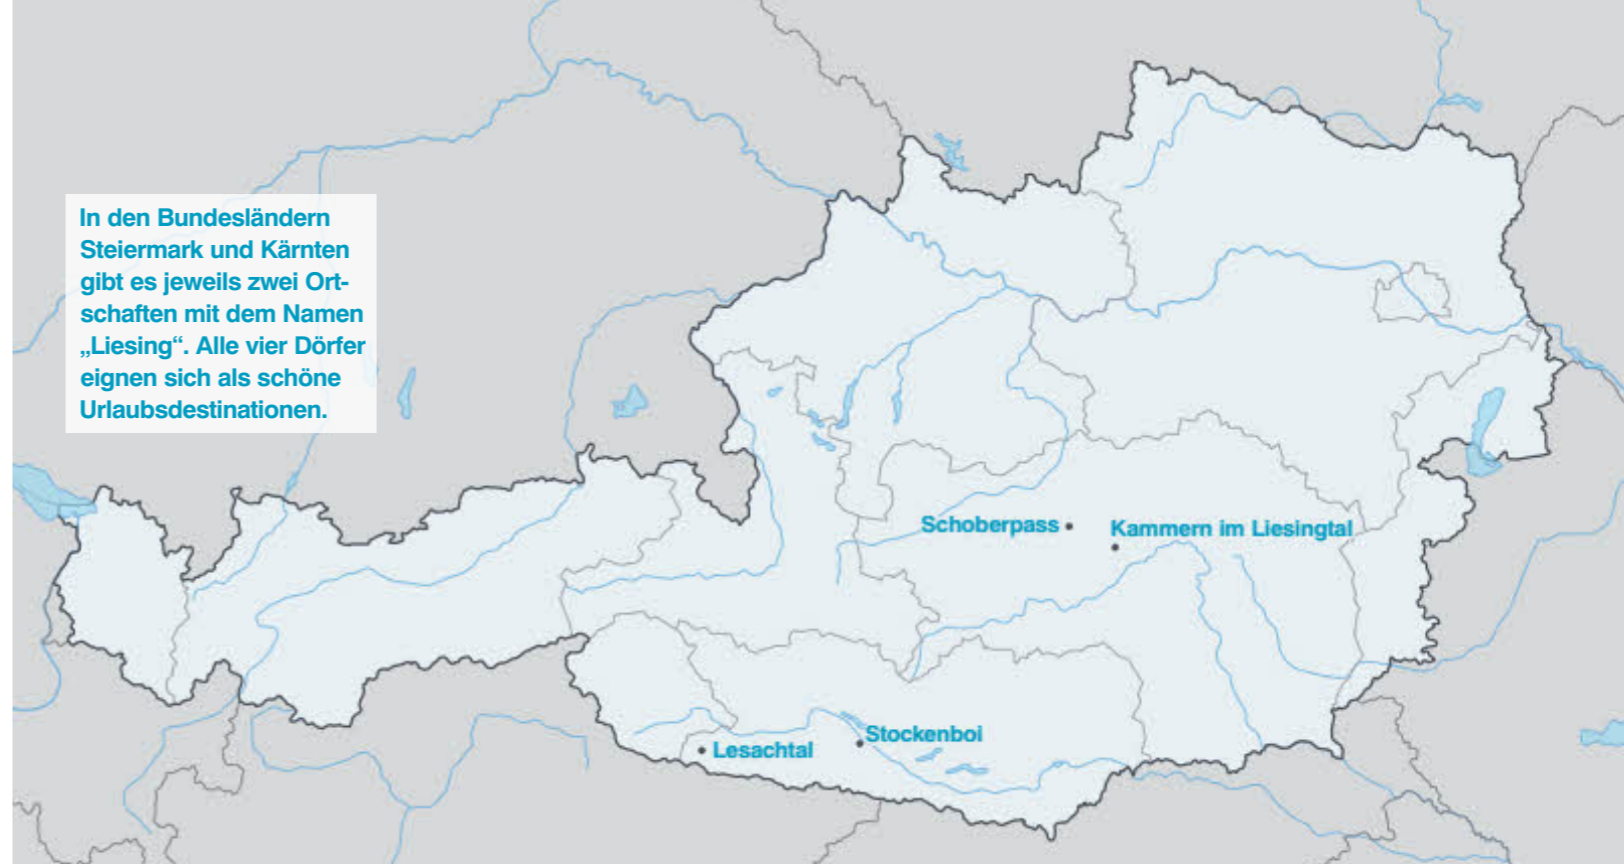 In den Bundesländern
Steiermark und Kärnten
gibt es jeweils zwei Ort-
schaften mit dem Namen
„Liesing“. Alle vier Dörfer
eignen sich als schöne
Urlaubsdestinationen.
Schoberpass
Kammern im Liesingtal
Stockenboi
Lesachtal